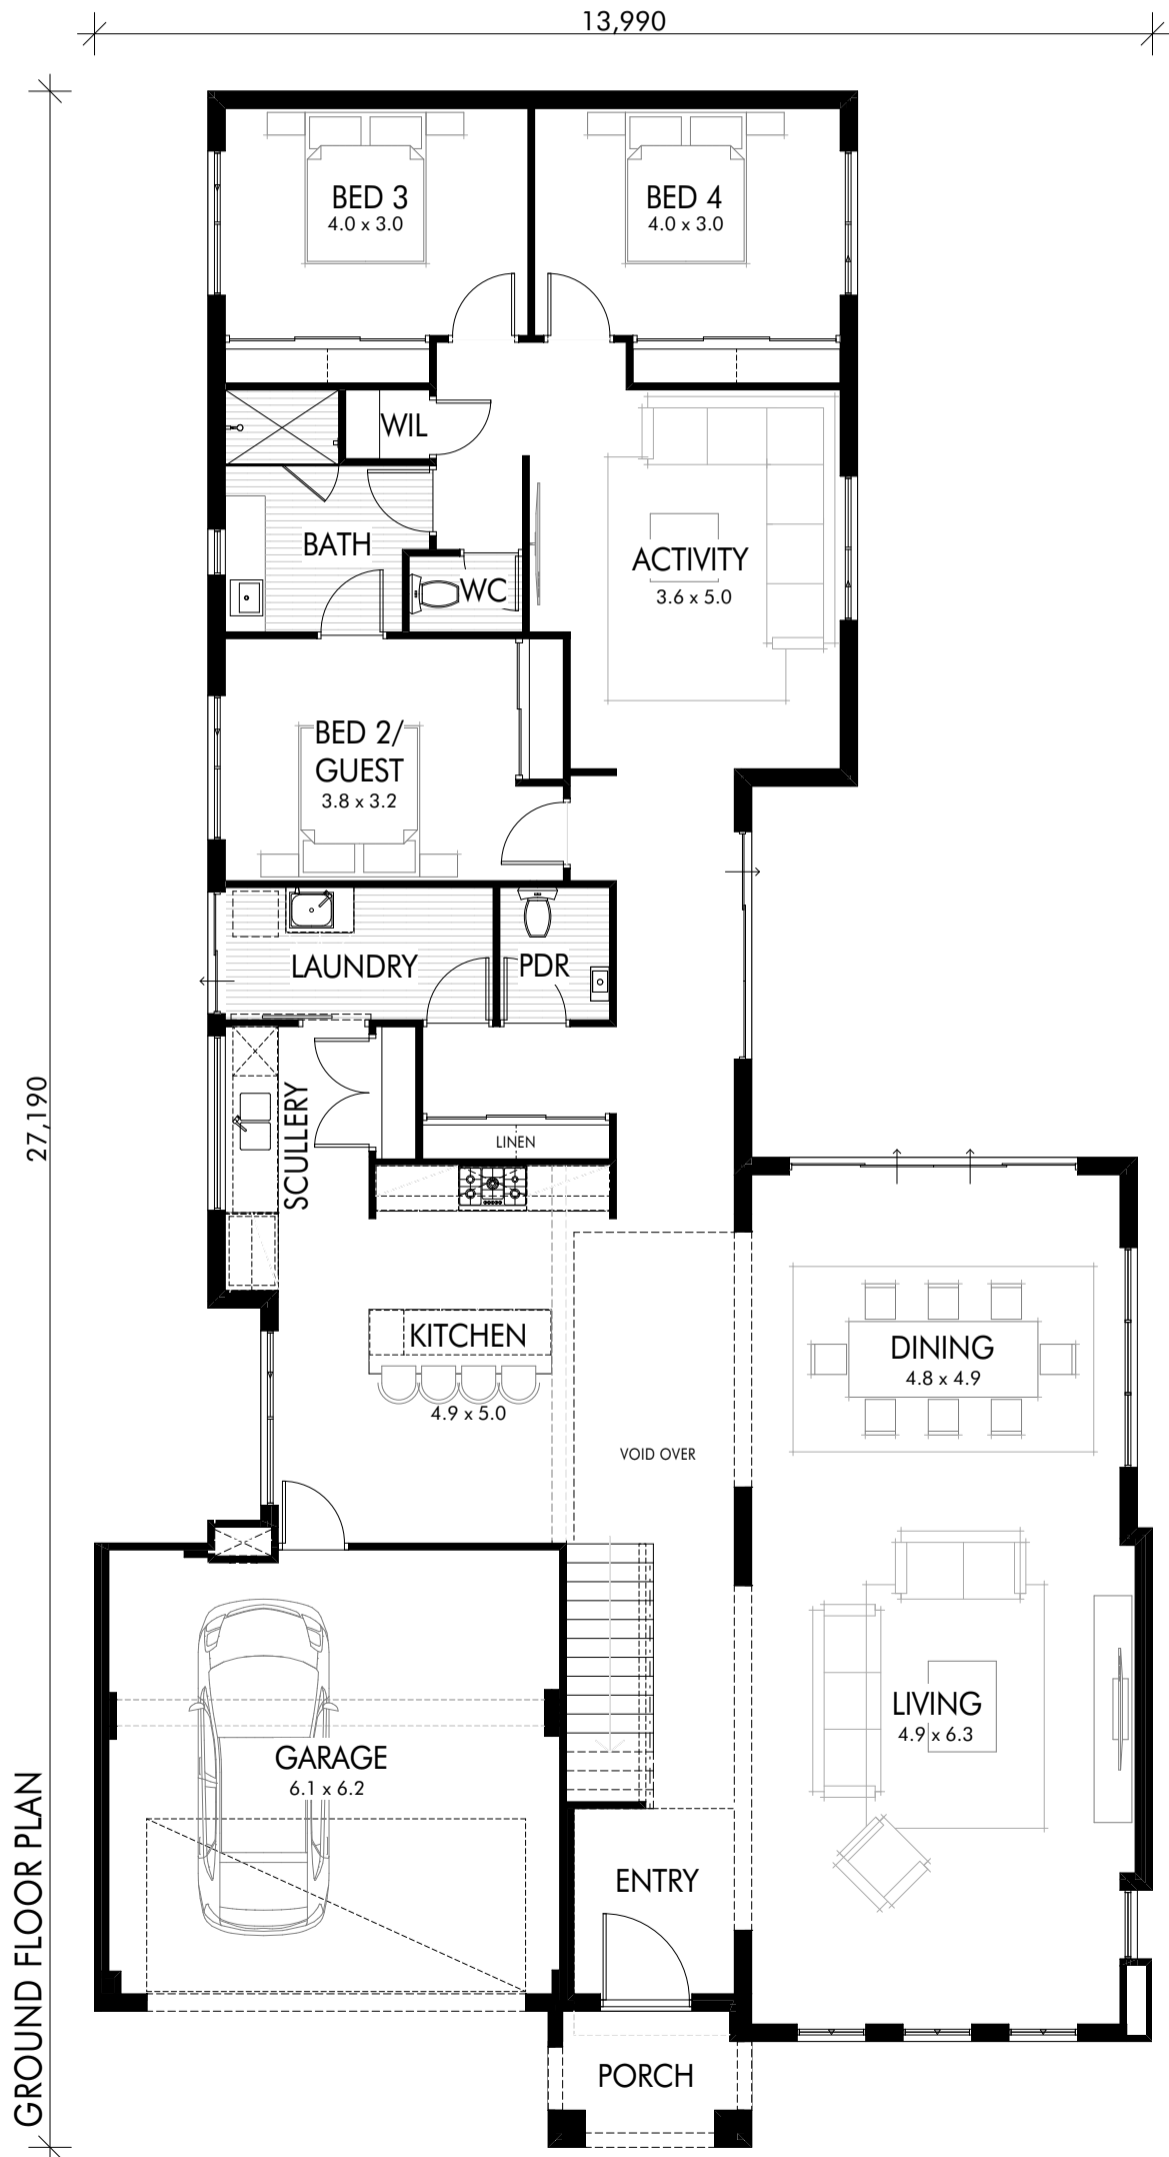 13,990
BED 3
4.0 x 3.0
BED 4
4.0 x 3.0
WIL
BATH
WC
ACTIVITY
3.6 x 5.0
BED 2/
GUEST
3.8 x 3.2
LAUNDRY
PDR
SCULLERY
LINEN
27,190
KITCHEN
4.9 x 5.0
DINING
4.8 x 4.9
VOID OVER
LIVING
4.9 x 6.3
GARAGE
6.1 x 6.2
ENTRY
PORCH
GROUND FLOOR PLAN